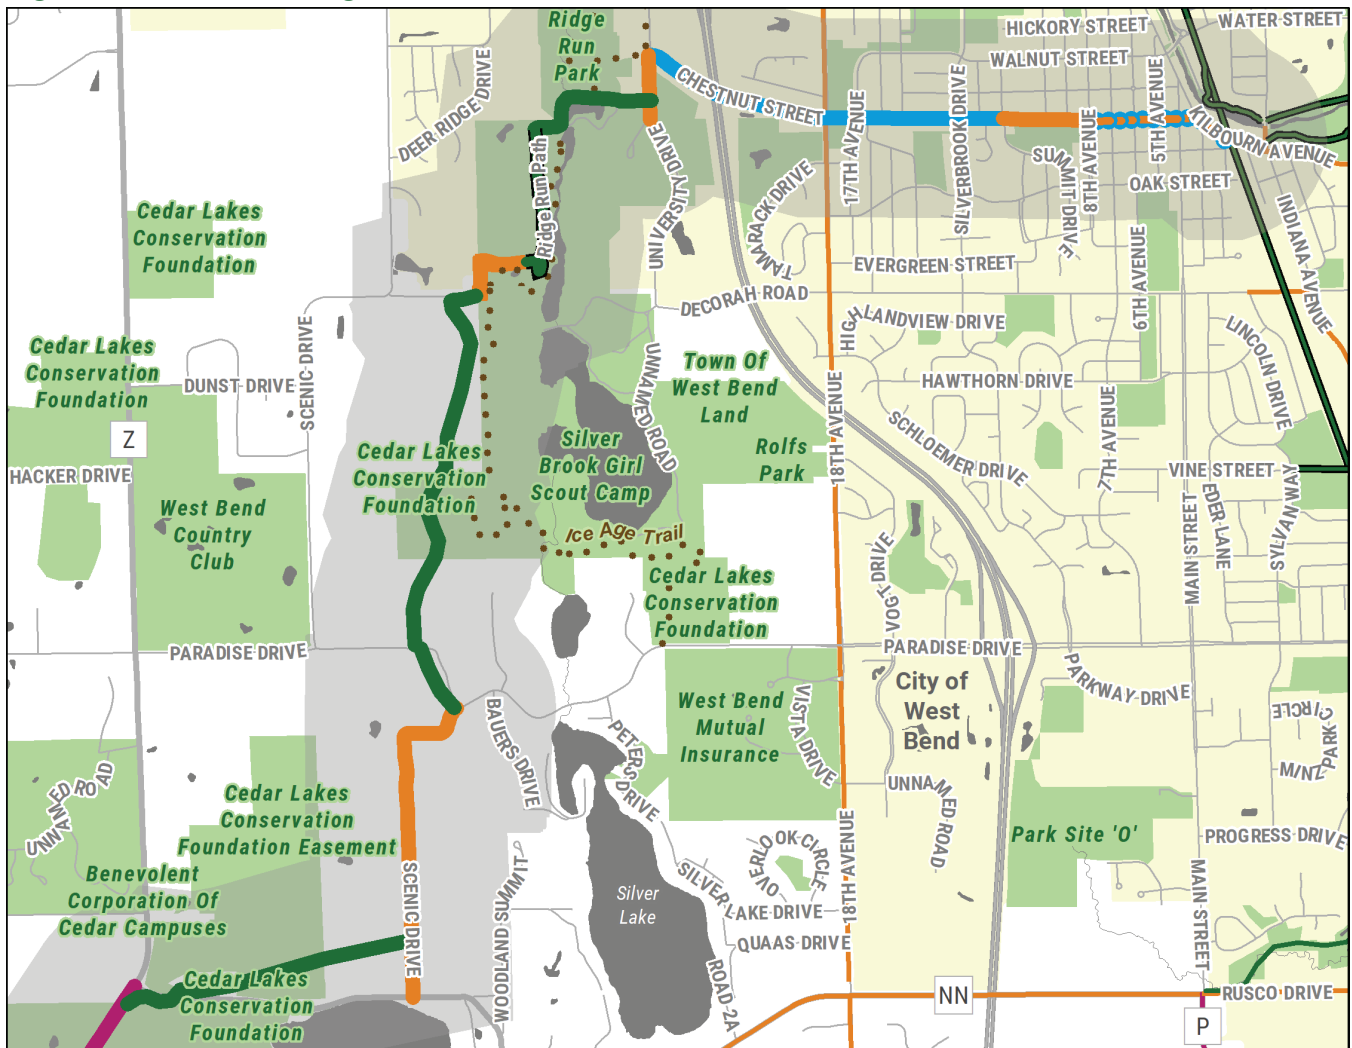 Ridge
Run
Park
HICKORY STREET
WATER STREET
WALNUT STREET
CHESTNUT STREET
DEER RIDGE DRIVE
Ridge Run Path
UNIVERSITY DRIVE
TAMARACK DRIVE
17TH AVENUE
SILVERBROOK DRIVE
SUMMIT DRIVE
8TH AVENUE
5TH AVENUE
KILBOURN AVENUE
OAK STREET
INDIANA AVENUE
6TH AVENUE
Cedar Lakes
Conservation
Foundation
EVERGREEN STREET
DECORAH ROAD
HIGHLANDVIEW DRIVE
LINCOLN DRIVE
SCENIC DRIVE
Cedar Lakes
Conservation
Foundation
DUNST DRIVE
UNNAMED ROAD
Town Of
West Bend
Land
HAWTHORN DRIVE
18TH AVENUE
7TH AVENUE
SCHLOEMER DRIVE
Z
Rolfs
Park
Cedar Lakes
Conservation
Foundation
Silver
Brook Girl
Scout Camp
HACKER DRIVE
VINE STREET
EDER LANE
SYLVAN WAY
MAIN STREET
West Bend
Country
Club
Ice Age Trail
VOGT DRIVE
Cedar Lakes
Conservation
Foundation
PARADISE DRIVE
PARADISE DRIVE
PARKWAY DRIVE
City of
West
Bend
West Bend
Mutual
Insurance
VISTA DRIVE
BAUERS DRIVE
PETERS DRIVE
CIRCLE
PARK
UNNAMED ROAD
UNNAMED ROAD
Cedar Lakes
Conservation
Foundation Easement
Park Site 'O'
PROGRESS DRIVE
OVERLOOK CIRCLE
18TH AVENUE
Benevolent
Corporation Of
Cedar Campuses
SCENIC DRIVE
WOODLAND SUMMIT
Silver
Lake
SILVER LAKE DRIVE
QUAAS DRIVE
MAIN STREET
Cedar Lakes
Conservation
Foundation
ROAD 2A
NN
RUSCO DRIVE
P